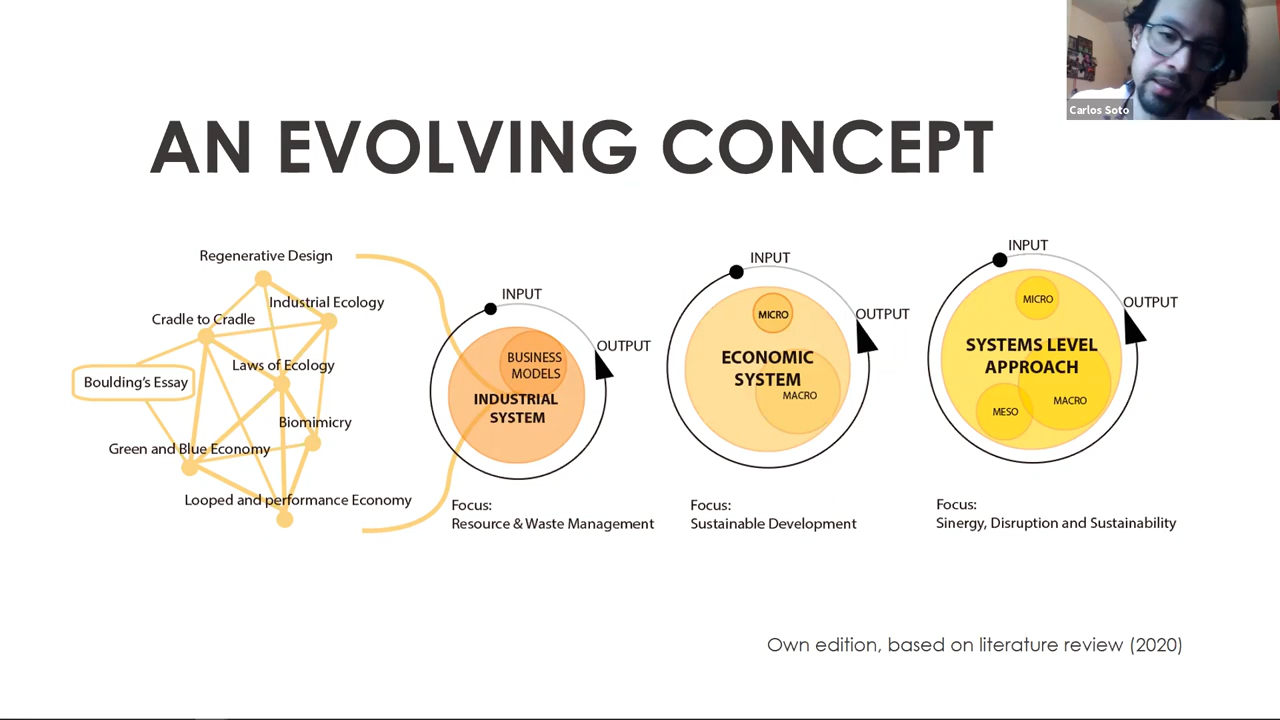 Carlos Soto
AN EVOLVING CONCEPT
Regenerative Design
Industrial Ecology
Cradle to Cradle
Laws of Ecology
Boulding's Essay
Biomimicry
Green and Blue Economy
Looped and performance Economy
INPUT
OUTPUT
BUSINESS
MODELS
INDUSTRIAL
SYSTEM
Focus:
Resource & Waste Management
INPUT
OUTPUT
MICRO
ECONOMIC
SYSTEM
MACRO
Focus:
Sustainable Development
INPUT
OUTPUT
MICRO
SYSTEMS LEVEL
APPROACH
MESO
MACRO
Focus:
Sinergy, Disruption and Sustainability
Own edition, based on literature review (2020)